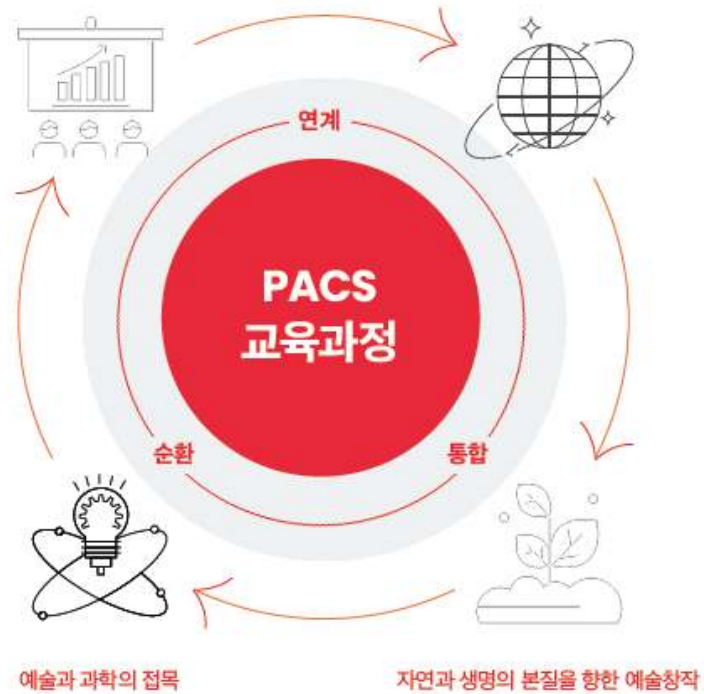 연계
PACS
교육과정
순환
통합
예술과 과학의 접목
자연과 생명의 본질을 향한 예술창작